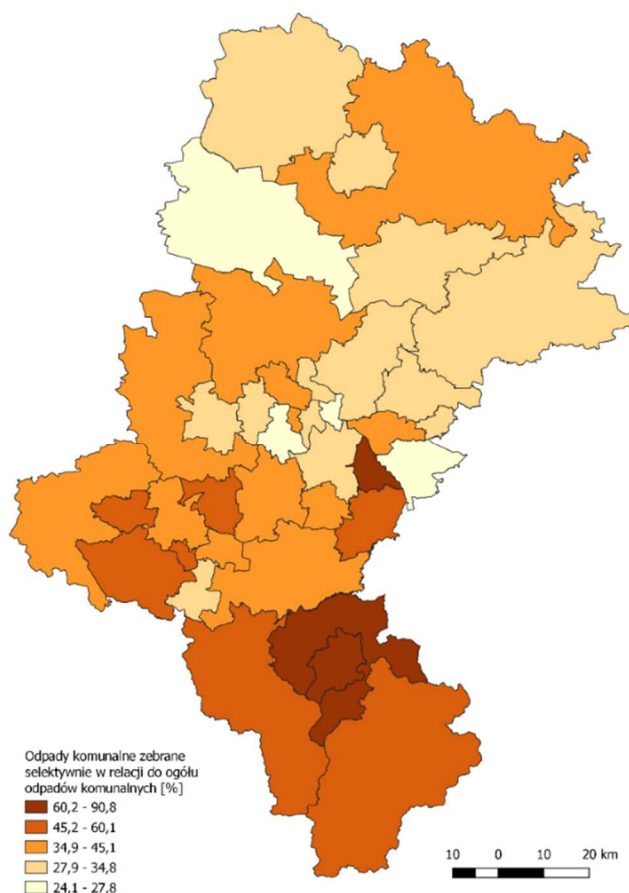 Odpady komunalne zebrane
selektywnie w relacji do ogółu
odpadów komunalnych [%]
60,2 - 90,8
45,2 - 60,1
34,9 - 45,1
27,9 - 34,8
24,1 - 27,8
10 0 10 20 km